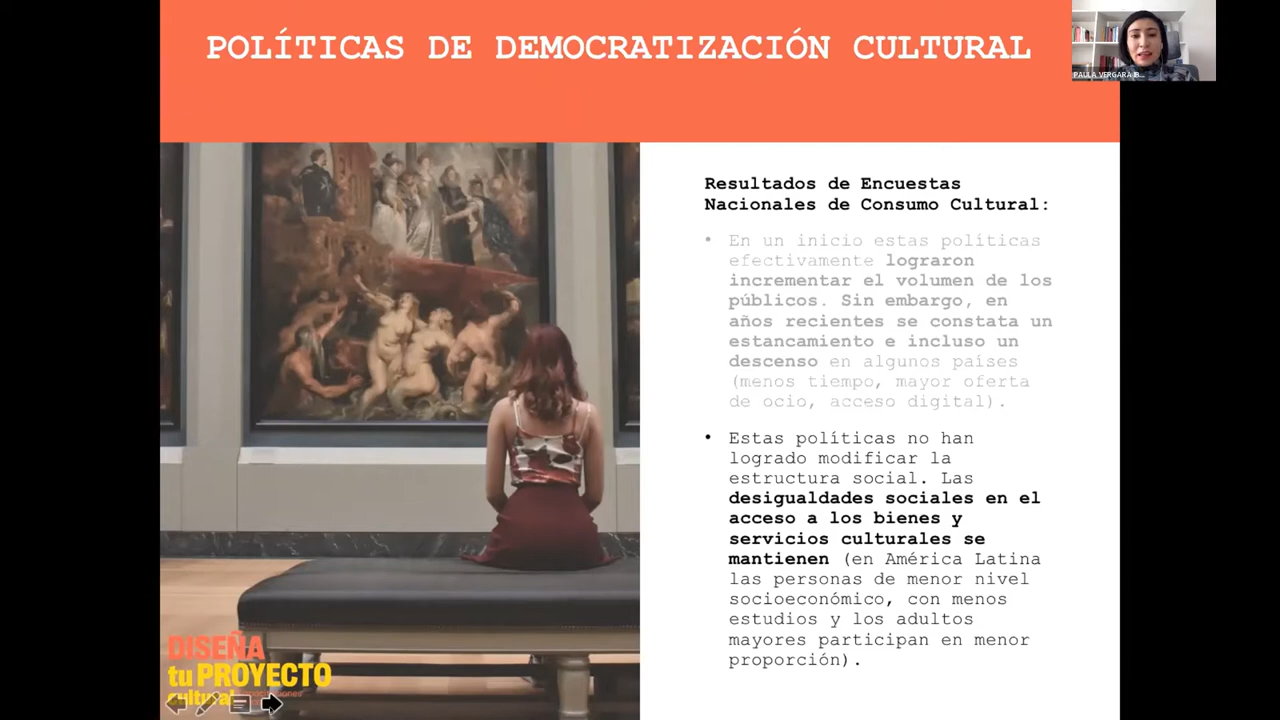 POLÍTICAS DE DEMOCRATIZACIÓN CULTURAL
PAULA VERGARA B...
Resultados de Encuestas
Nacionales de Consumo Cultural:
• En un inicio estas políticas
efectivamente lograron
incrementar el volumen de los
públicos. Sin embargo, en
años recientes se constata un
estancamiento e incluso un
descenso en algunos países
(menos tiempo, mayor oferta
de ocio, acceso digital).
• Estas políticas no han
logrado modificar la
estructura social. Las
desigualdades sociales en el
acceso a los bienes y
servicios culturales se
mantienen (en América Latina
las personas de menor nivel
socioeconómico, con menos
estudios y los adultos
mayores participan en menor
proporción).
DISEÑA
tu PROYECTO
cultural